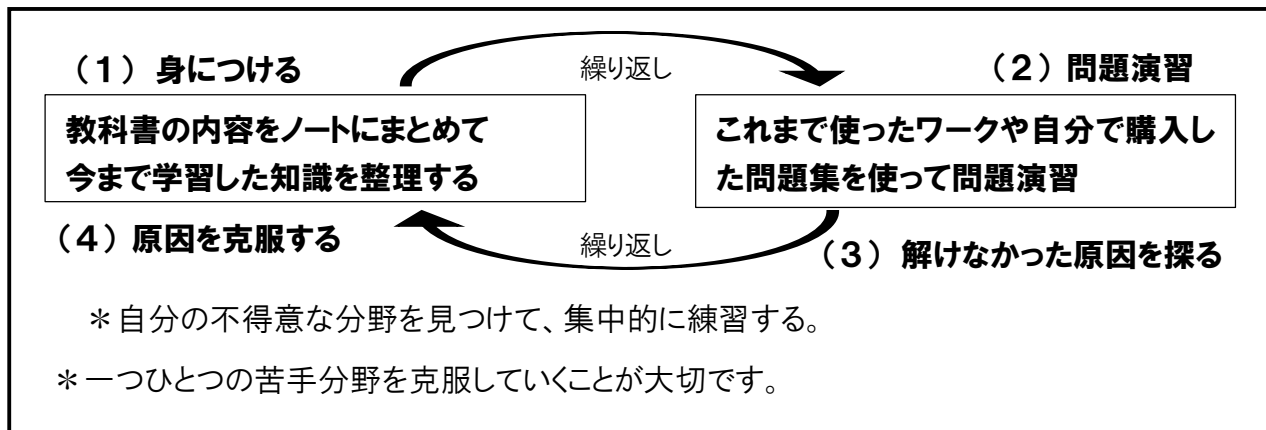 （１）身につける
繰り返し
（２）問題演習
教科書の内容をノートにまとめて
今まで学習した知識を整理する
これまで使ったワークや自分で購入し
た問題集を使って問題演習
（４）原因を克服する
繰り返し
（３）解けなかった原因を探る
＊自分の不得意な分野を見つけて、集中的に練習する。
＊一つひとつの苦手分野を克服していくことが大切です。